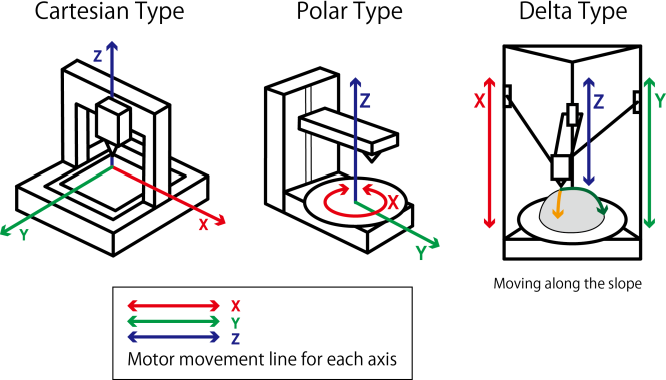 Cartesian Type
Polar Type
Delta Type
Z
X
Y
Z
X
Y
X
Z
Y
Moving along the slope
X
Y
Z
Motor movement line for each axis